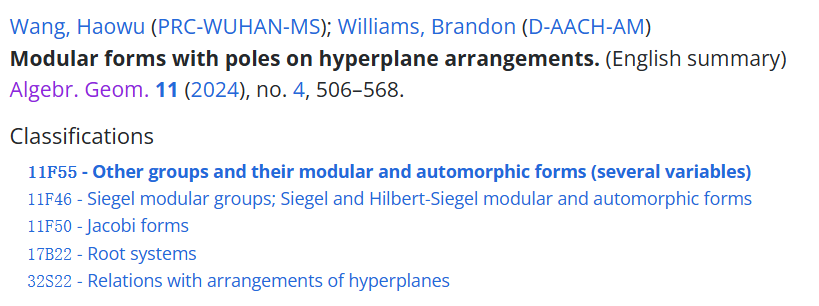 Wang, Haowu (PRC-WUHAN-MS); Williams, Brandon (D-AACH-AM)
Modular forms with poles on hyperplane arrangements. (English summary)
Algebr. Geom. 11 (2024), no. 4, 506–568.
Classifications
11F55 - Other groups and their modular and automorphic forms (several variables)
11F46 - Siegel modular groups; Siegel and Hilbert-Siegel modular and automorphic forms
11F50 - Jacobi forms
17B22 - Root systems
32S22 - Relations with arrangements of hyperplanes